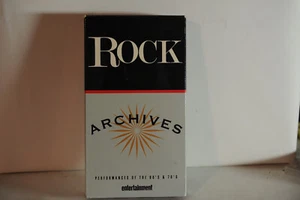 ROCK
ARCHIVES
PERFORMANCES OF THE 60'S & 70'S
entertainment